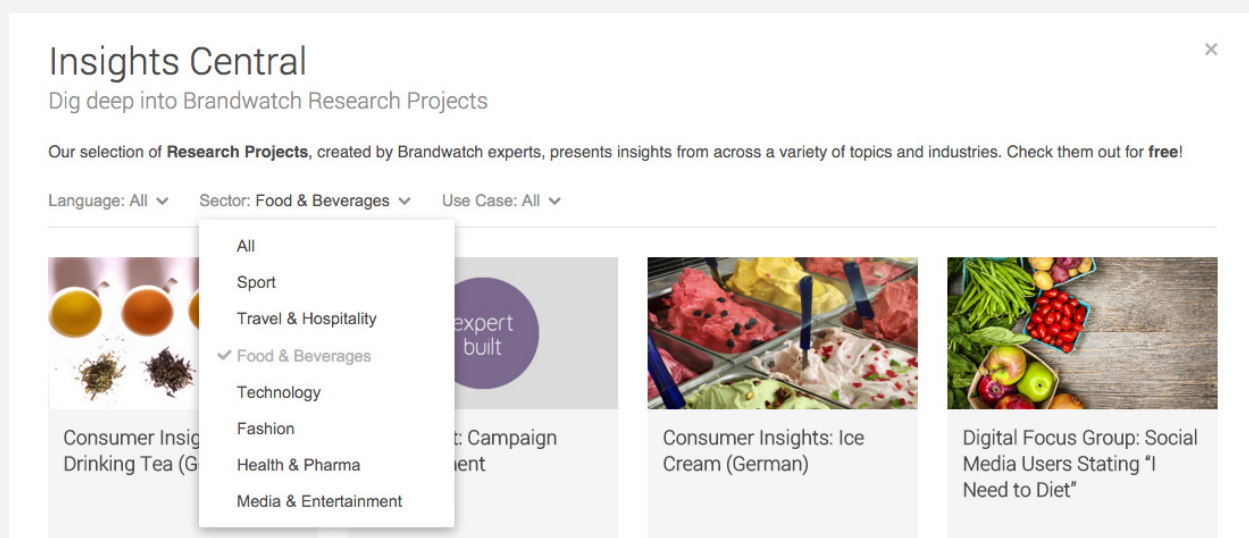 Insights Central
×
Dig deep into Brandwatch Research Projects
Our selection of Research Projects, created by Brandwatch experts, presents insights from across a variety of topics and industries. Check them out for free!
Language: All
Sector: Food & Beverages
Use Case: All
All
Sport
Travel & Hospitality
Food & Beverages
Technology
Fashion
Health & Pharma
Media & Entertainment
expert
built
Consumer
Drinking Tea
Campaign
Consumer Insights: Ice
Cream (German)
Digital Focus Group: Social
Media Users Stating “I
Need to Diet”